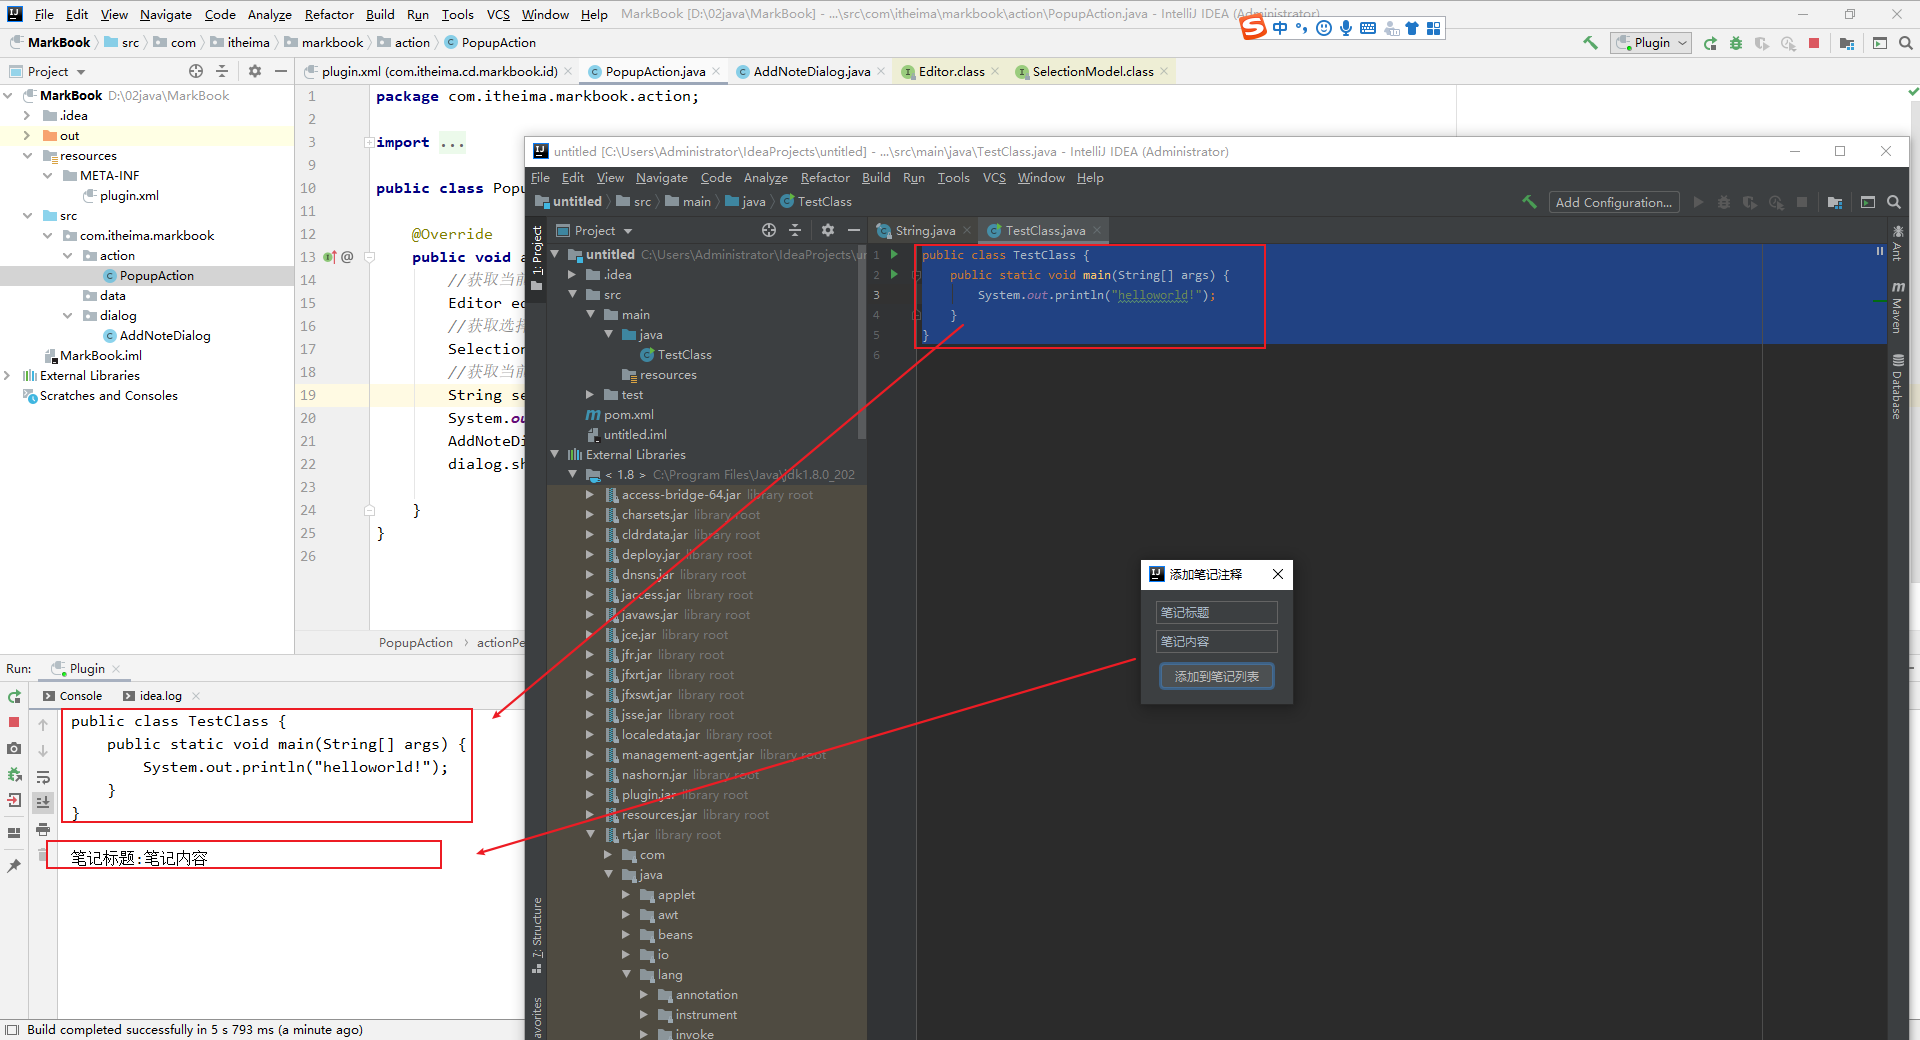 File Edit View Navigate Code Analyze Refactor Build Run Tools VCS Window Help MarkBook [D:\02java\MarkBook] - ...\src\com\itheima\markbook\action\PopupAction.java - IntelliJ IDEA (Administrator)
中
MarkBook src com itheima markbook action PopupAction
Plugin
Project
plugin.xml (com.itheima.cd.markbook.id) PopupAction.java AddNoteDialog.java Editor.class SelectionModel.class
MarkBook D:\02java\MarkBook
.idea
out
resources
META-INF
plugin.xml
src
com.itheima.markbook
action
PopupAction
data
dialog
AddNoteDialog
MarkBook.iml
External Libraries
Scratches and Consoles
1 package com.itheima.markbook.action;
2
3 import ...
9
10 public class Pop
11
12 @Override
13 public void a
14 //获取当前
15 Editor ed
16 //获取选择
17 Selection
18 //获取当前
19 String se
20 System.ou
21 AddNoteDi
22 dialog.sh
23
24 }
25 }
26
PopupAction actionPe
untitled [C:\Users\Administrator\IdeaProjects\untitled] - ...\src\main\java\TestClass.java - IntelliJ IDEA (Administrator)
File Edit View Navigate Code Analyze Refactor Build Run Tools VCS Window Help
untitled src main java TestClass
Add Configuration...
1: Project
Project
String.java TestClass.java
untitled C:\Users\Administrator\IdeaProjects\un
.idea
src
main
java
TestClass
resources
test
pom.xml
untitled.iml
External Libraries
< 1.8 > C:\Program Files\Java\jdk1.8.0_202
access-bridge-64.jar library root
charsets.jar library root
cldrdata.jar library root
deploy.jar library root
dnsns.jar library root
jaccess.jar library root
javaws.jar library root
jce.jar library root
jfr.jar library root
jfxrt.jar library root
jfxswt.jar library root
jsse.jar library root
localedata.jar library root
management-agent.jar library root
nashorn.jar library root
plugin.jar library root
resources.jar library root
rt.jar library root
com
java
applet
awt
beans
io
lang
annotation
instrument
invoke
7: Structure
avorites
1 public class TestClass {
2 public static void main(String[] args) {
3 System.out.println("helloworld!");
4 }
5 }
6
Ant
Maven
Database
添加笔记注释
笔记标题
笔记内容
添加到笔记列表
Run: Plugin
Console idea.log
public class TestClass {
public static void main(String[] args) {
System.out.println("helloworld!");
}
}
笔记标题:笔记内容
Build completed successfully in 5 s 793 ms (a minute ago)